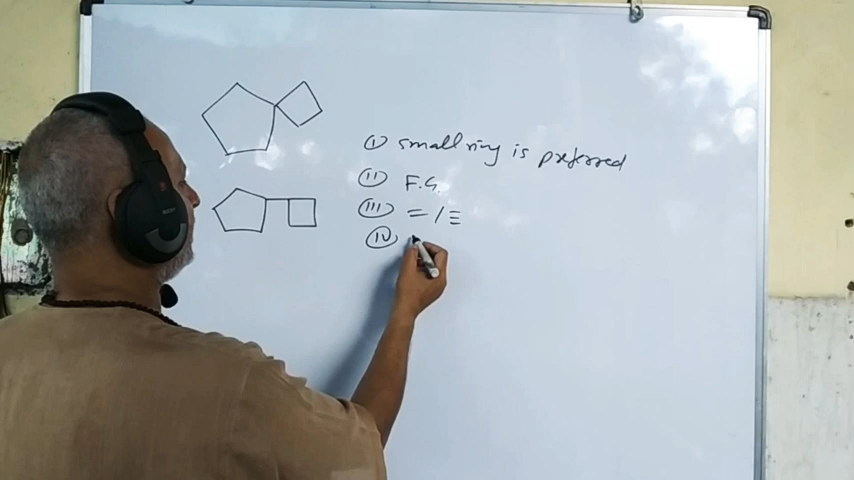 (i) small ring is preferred
(ii) F.G.
(iii) = / ≡
(iv)